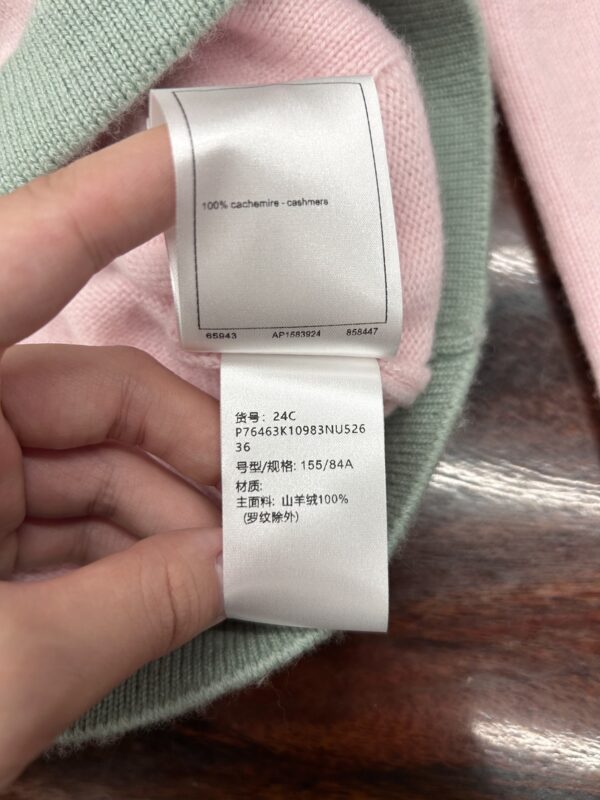 100% cachemire - cashmere
65943 AP1583924 858447
货号: 24C
P76463K10983NU526
36
号型/规格: 155/84A
材质:
主面料: 山羊绒100%
(罗纹除外)